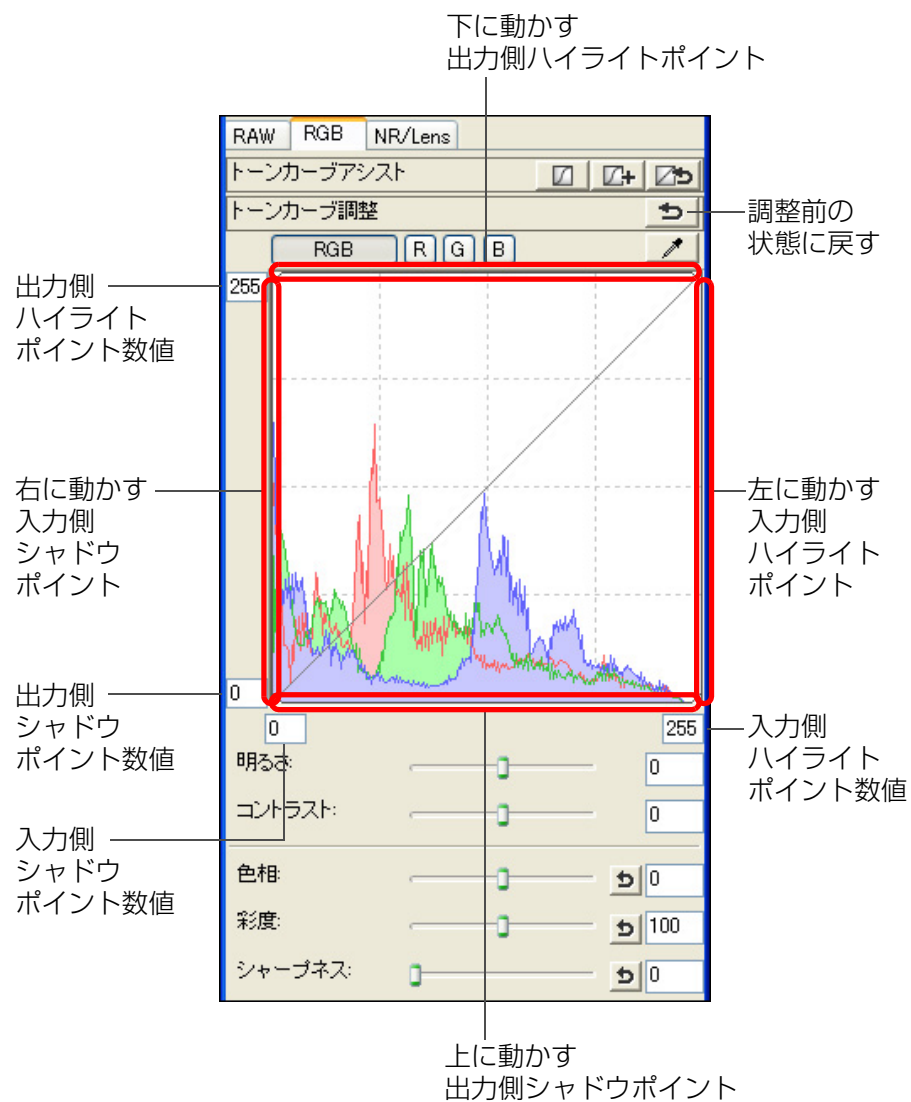 下に動かす
出力側ハイライトポイント
RAW RGB NR/Lens
トーンカーブアシスト
トーンカーブ調整
調整前の
状態に戻す
RGB R G B
出力側
ハイライト
ポイント数値
255
右に動かす
入力側
シャドウ
ポイント
左に動かす
入力側
ハイライト
ポイント
出力側
シャドウ
ポイント数値
0
0 255
入力側
ハイライト
ポイント数値
明るさ: 0
コントラスト: 0
入力側
シャドウ
ポイント数値
色相: 0
彩度: 100
シャープネス: 0
上に動かす
出力側シャドウポイント